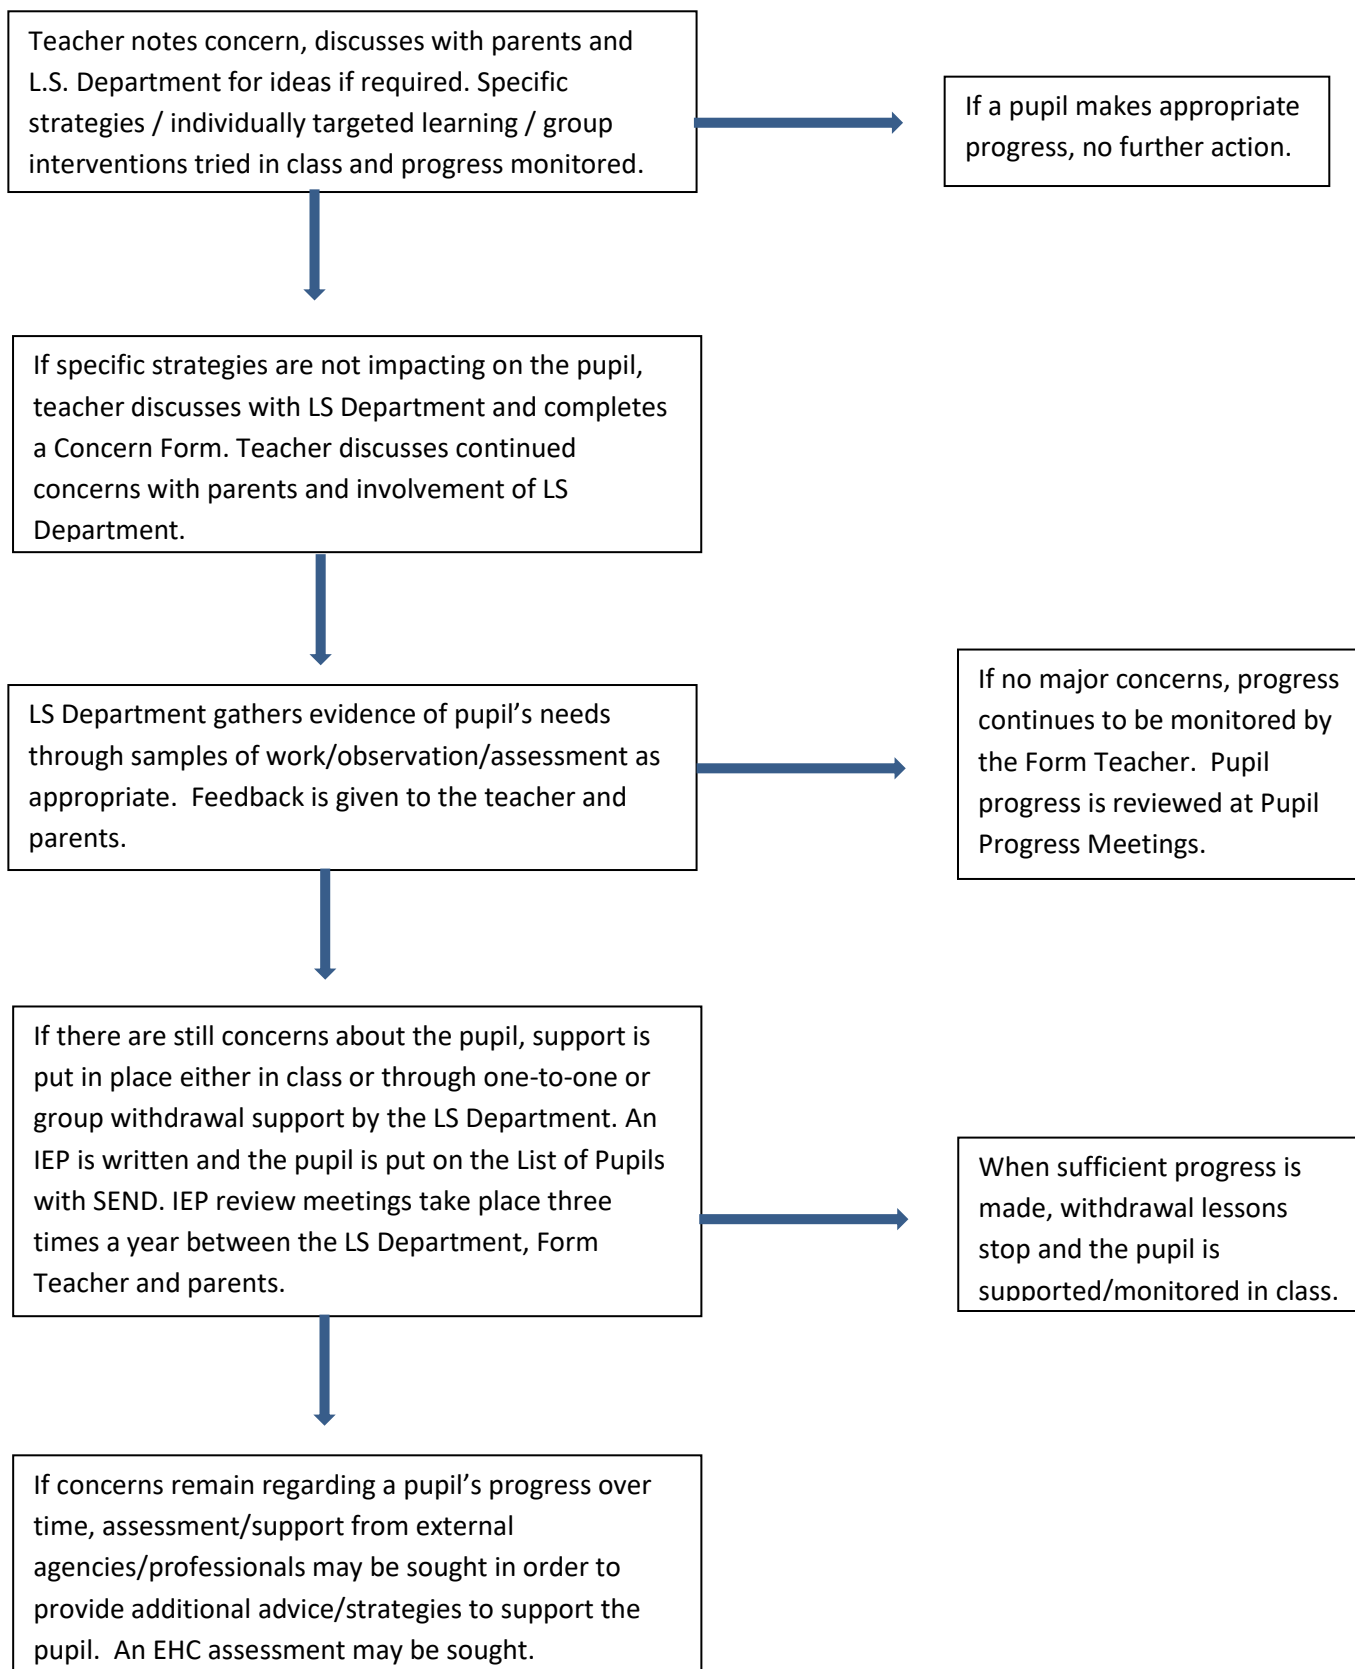 Teacher notes concern, discusses with parents and
L.S. Department for ideas if required. Specific
strategies / individually targeted learning / group
interventions tried in class and progress monitored.
If a pupil makes appropriate
progress, no further action.
If specific strategies are not impacting on the pupil,
teacher discusses with LS Department and completes
a Concern Form. Teacher discusses continued
concerns with parents and involvement of LS
Department.
LS Department gathers evidence of pupil’s needs
through samples of work/observation/assessment as
appropriate.  Feedback is given to the teacher and
parents.
If no major concerns, progress
continues to be monitored by
the Form Teacher.  Pupil
progress is reviewed at Pupil
Progress Meetings.
If there are still concerns about the pupil, support is
put in place either in class or through one-to-one or
group withdrawal support by the LS Department. An
IEP is written and the pupil is put on the List of Pupils
with SEND. IEP review meetings take place three
times a year between the LS Department, Form
Teacher and parents.
When sufficient progress is
made, withdrawal lessons
stop and the pupil is
supported/monitored in class.
If concerns remain regarding a pupil’s progress over
time, assessment/support from external
agencies/professionals may be sought in order to
provide additional advice/strategies to support the
pupil.  An EHC assessment may be sought.